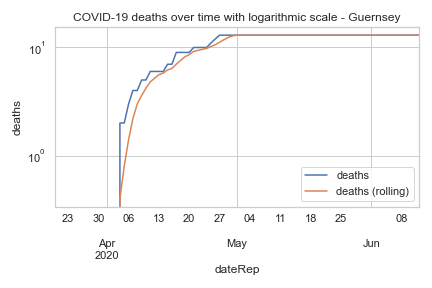 COVID-19 deaths over time with logarithmic scale - Guernsey
deaths
10¹
10⁰
deaths
deaths (rolling)
23 30 06 13 20 27 04 11 18 25 08
Apr May Jun
2020
dateRep